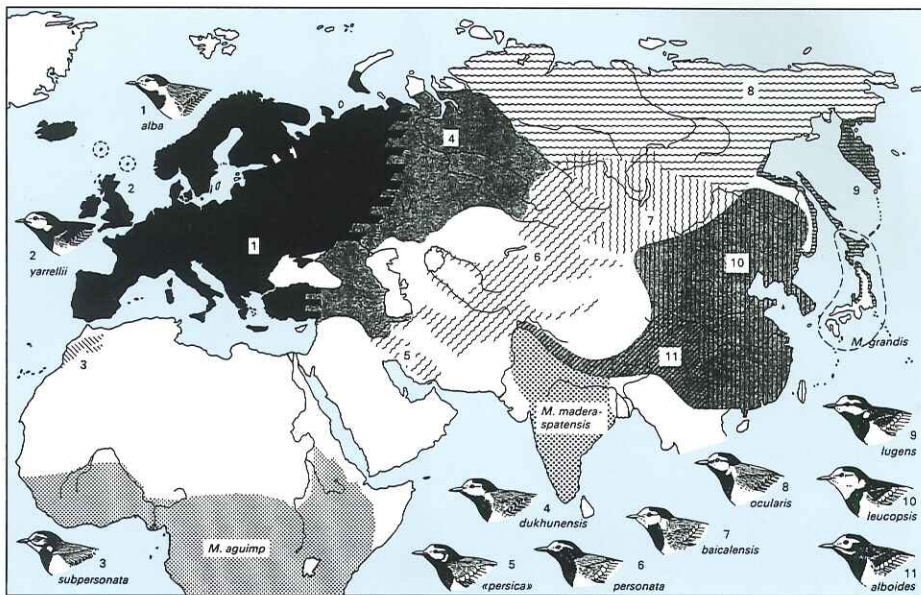 1
alba
8
4
2
9
2
yarrellii
1
7
6
10
3
5
11
M. grandis
M. madera-
spatensis
9
lugens
M. aguimp
4
dukhunensis
8
ocularis
10
leucopsis
7
baicalensis
3
subpersonata
5
«persica»
6
personata
11
alboides